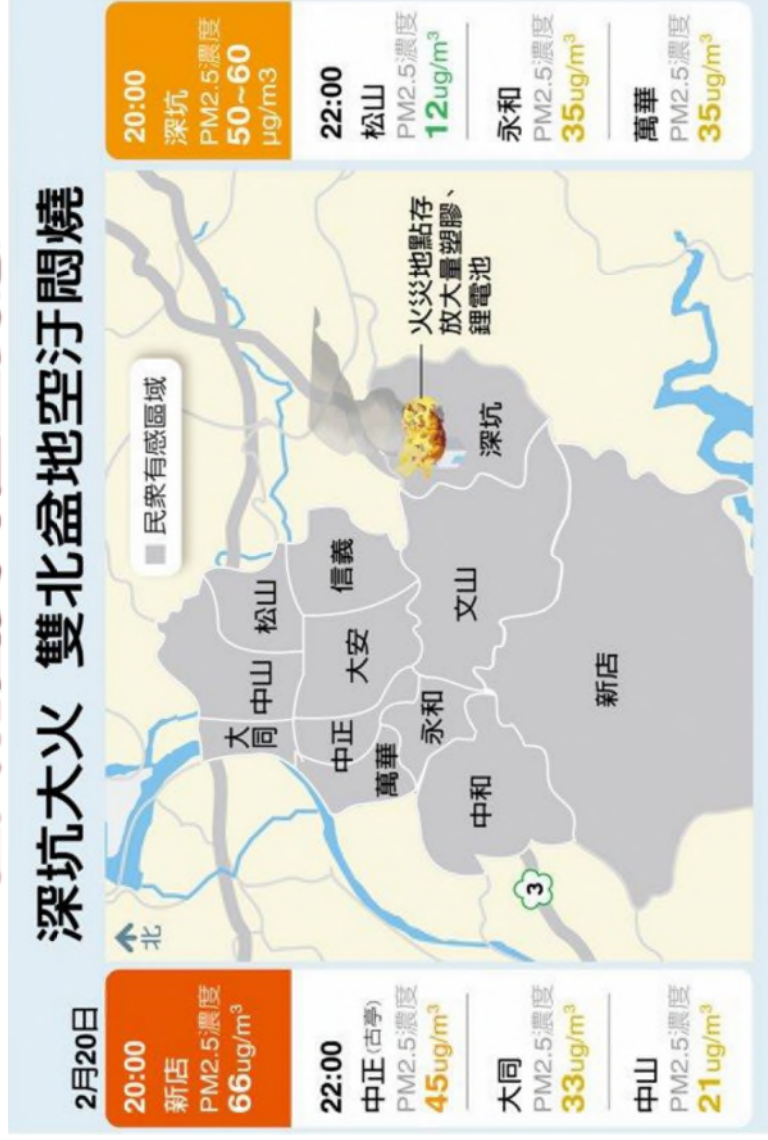 深坑大火 雙北盆地空汙悶燒
2月20日
20:00
新店
PM2.5濃度
66ug/m³
22:00
中正(古亭)
PM2.5濃度
45ug/m³
大同
PM2.5濃度
33ug/m³
中山
PM2.5濃度
21ug/m³
北
民眾有感區域
大同
中山
松山
中正
大安
信義
萬華
永和
文山
深坑
中和
新店
3
火災地點存
放大量塑膠、
鋰電池
20:00
深坑
PM2.5濃度
50~60
µg/m3
22:00
松山
PM2.5濃度
12ug/m³
永和
PM2.5濃度
35ug/m³
萬華
PM2.5濃度
35ug/m³